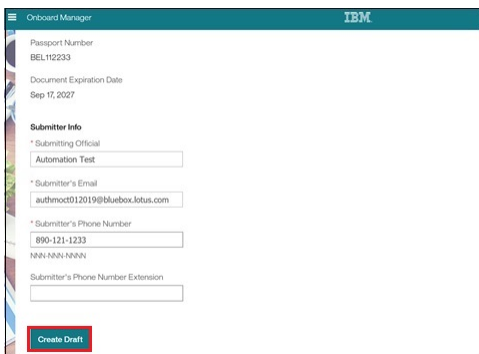 Onboard Manager
IBM
Passport Number
BEL112233
Document Expiration Date
Sep 17, 2027
Submitter Info
* Submitting Official
Automation Test
* Submitter's Email
authmoct012019@bluebox.lotus.com
* Submitter's Phone Number
890-121-1233
NNN-NNN-NNNN
Submitter's Phone Number Extension
Create Draft